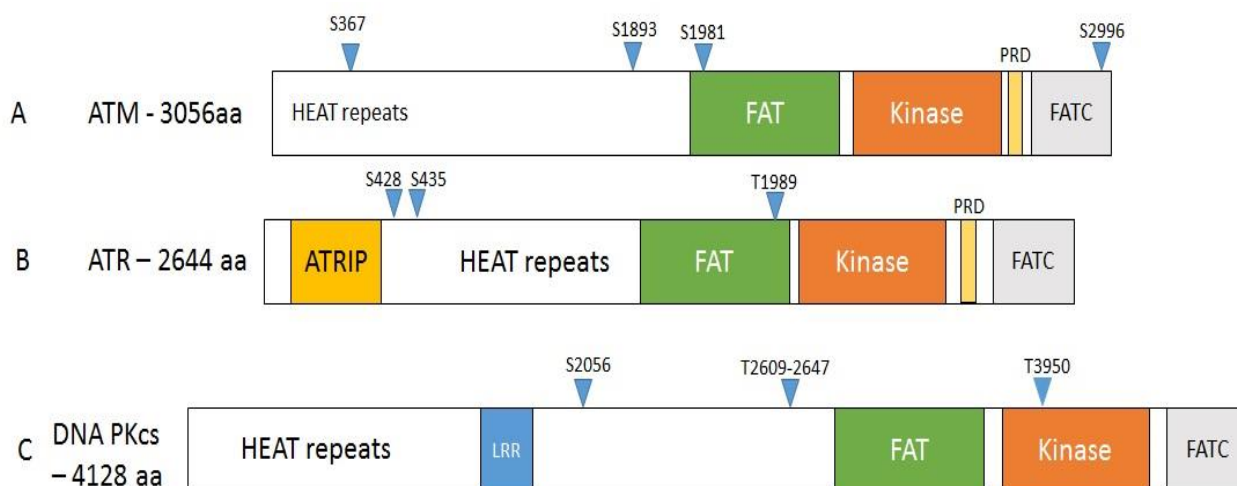 S367 S1893 S1981 S2996
PRD
A ATM - 3056aa HEAT repeats FAT Kinase FATC
S428 S435 T1989
PRD
B ATR – 2644 aa ATRIP HEAT repeats FAT Kinase FATC
S2056 T2609-2647 T3950
C DNA PKcs
– 4128 aa
HEAT repeats LRR FAT Kinase FATC